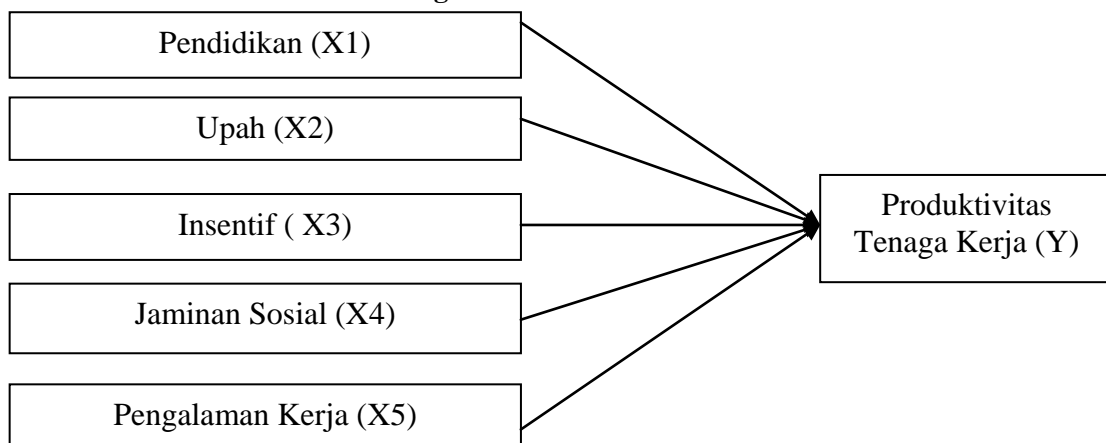 Pendidikan (X1)
Upah (X2)
Insentif ( X3)
Produktivitas
Tenaga Kerja (Y)
Jaminan Sosial (X4)
Pengalaman Kerja (X5)